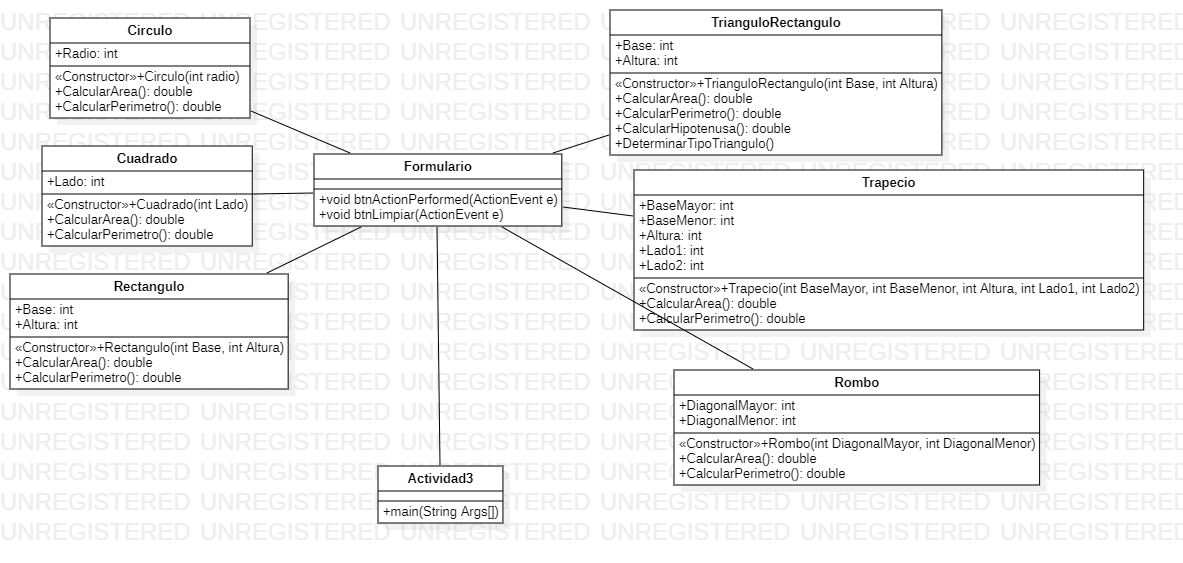 Circulo
+Radio: int
«Constructor»+Circulo(int radio)
+CalcularArea(): double
+CalcularPerimetro(): double
TrianguloRectangulo
+Base: int
+Altura: int
«Constructor»+TrianguloRectangulo(int Base, int Altura)
+CalcularArea(): double
+CalcularPerimetro(): double
+CalcularHipotenusa(): double
+DeterminarTipoTriangulo()
Cuadrado
+Lado: int
«Constructor»+Cuadrado(int Lado)
+CalcularArea(): double
+CalcularPerimetro(): double
Formulario
+void btnActionPerformed(ActionEvent e)
+void btnLimpiar(ActionEvent e)
Trapecio
+BaseMayor: int
+BaseMenor: int
+Altura: int
+Lado1: int
+Lado2: int
«Constructor»+Trapecio(int BaseMayor, int BaseMenor, int Altura, int Lado1, int Lado2)
+CalcularArea(): double
+CalcularPerimetro(): double
Rectangulo
+Base: int
+Altura: int
«Constructor»+Rectangulo(int Base, int Altura)
+CalcularArea(): double
+CalcularPerimetro(): double
Rombo
+DiagonalMayor: int
+DiagonalMenor: int
«Constructor»+Rombo(int DiagonalMayor, int DiagonalMenor)
+CalcularArea(): double
+CalcularPerimetro(): double
Actividad3
+main(String Args[])
UNREGISTERED